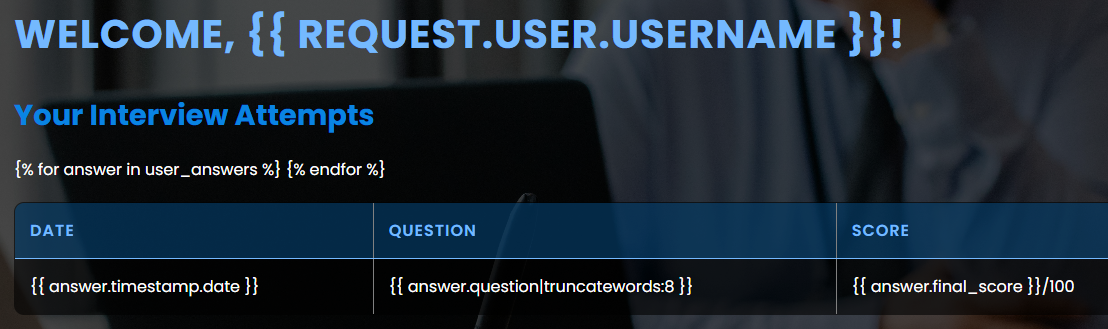 WELCOME, {{ REQUEST.USER.USERNAME }}!
Your Interview Attempts
{% for answer in user_answers %} {% endfor %}
DATE QUESTION SCORE
{{ answer.timestamp.date }} {{ answer.question|truncatewords:8 }} {{ answer.final_score }}/100